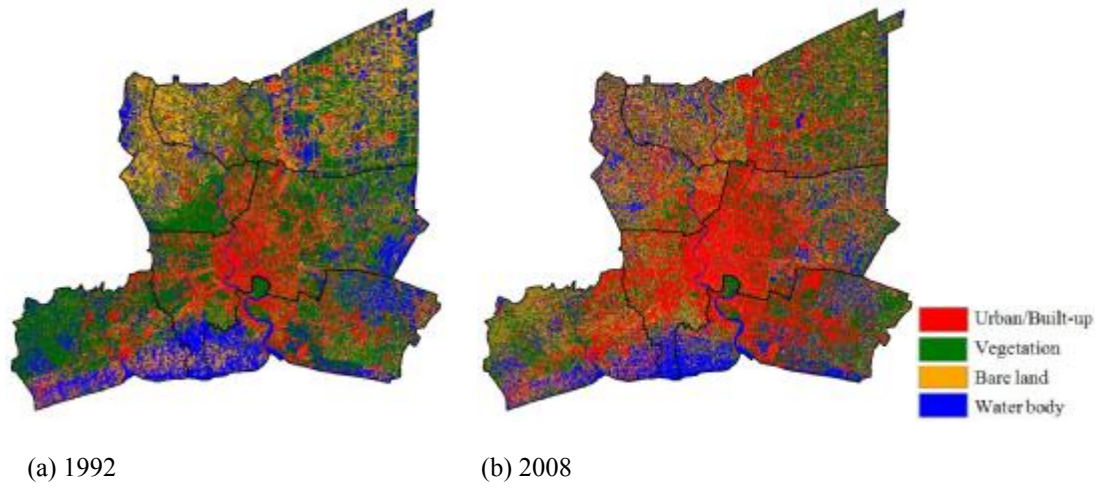 Urban/Built-up
Vegetation
Bare land
Water body
(a) 1992
(b) 2008